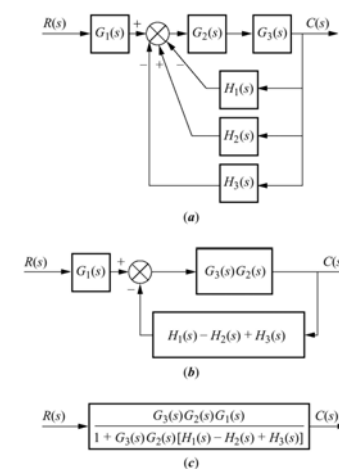 R(s) G₁(s) + G₂(s) G₃(s) C(s)
− + −
H₁(s)
H₂(s)
H₃(s)
(a)
R(s) G₁(s) + G₃(s)G₂(s) C(s)
−
H₁(s) − H₂(s) + H₃(s)
(b)
R(s) G₃(s)G₂(s)G₁(s) C(s)
1 + G₃(s)G₂(s)[H₁(s) − H₂(s) + H₃(s)]
(c)